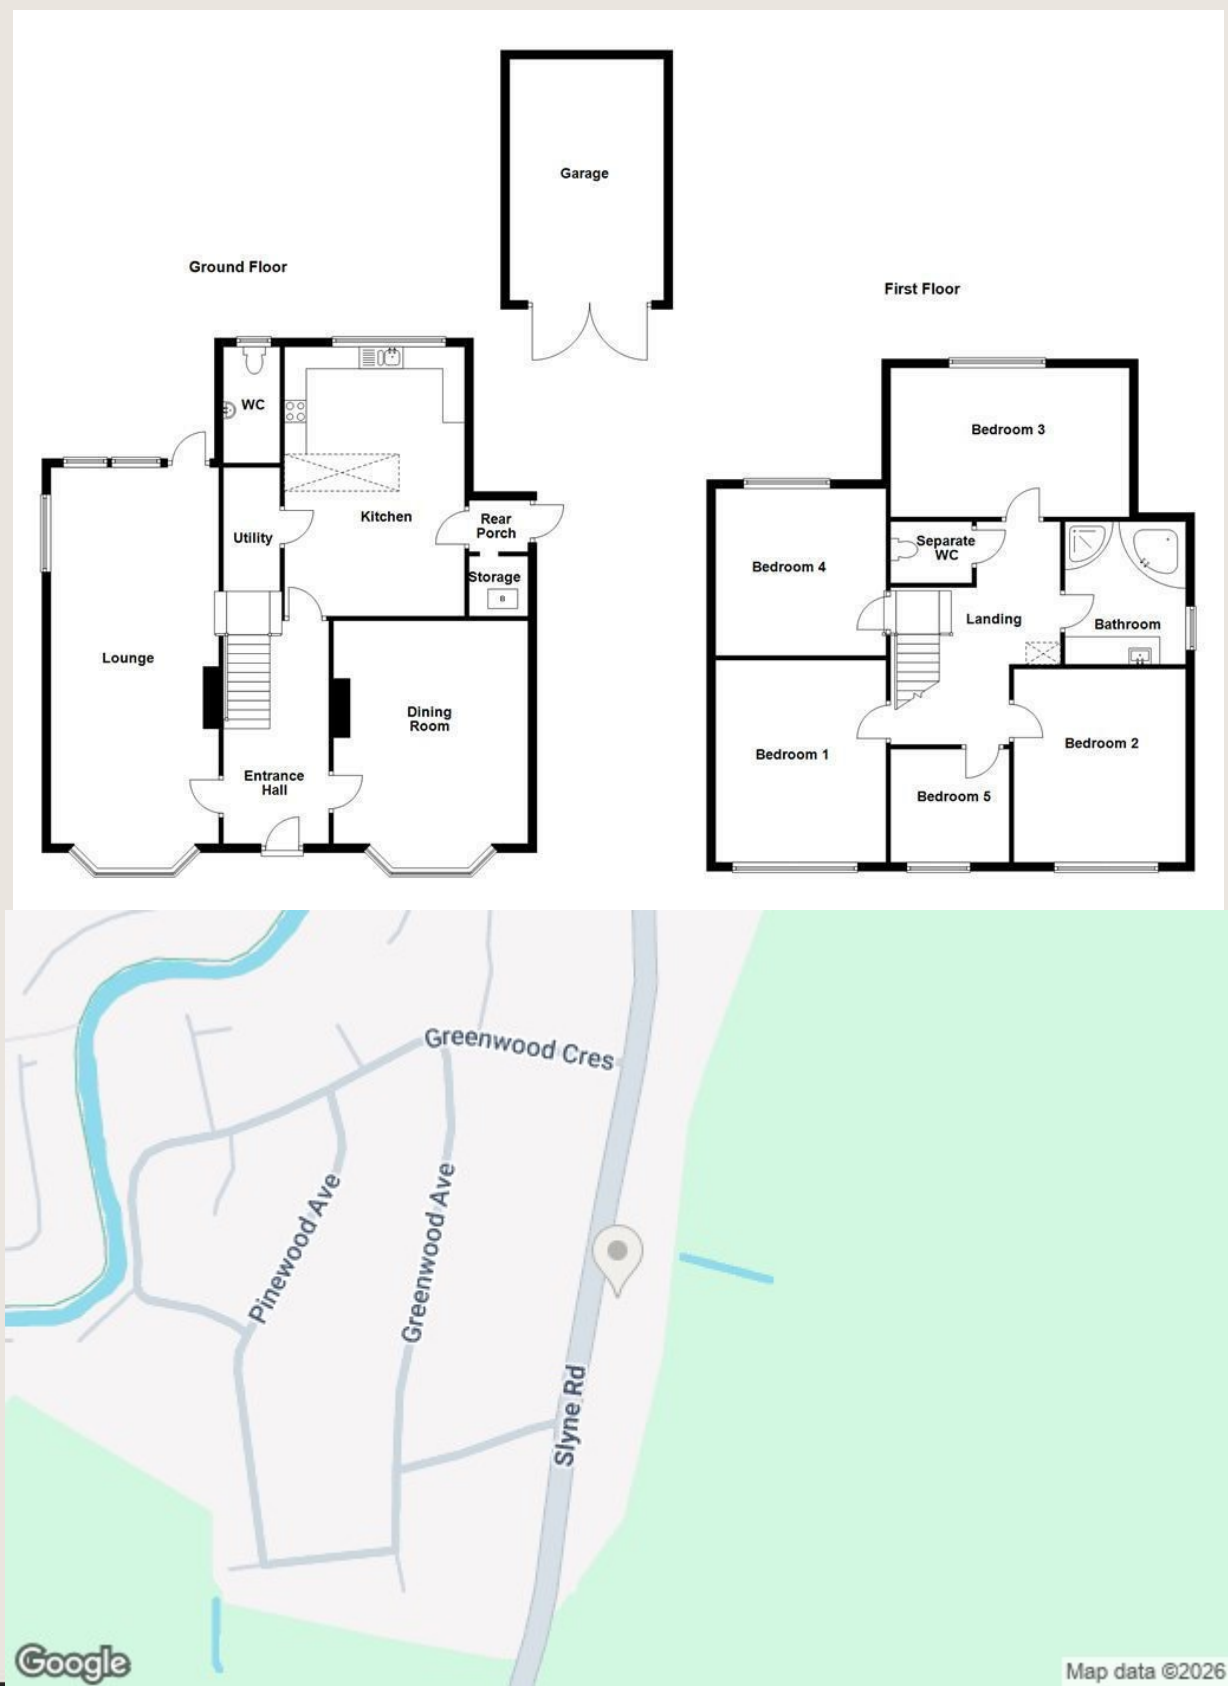 Garage
Ground Floor
First Floor
WC
Kitchen
Utility
Rear
Porch
Storage
B
Lounge
Dining
Room
Entrance
Hall
Bedroom 3
Separate
WC
Bedroom 4
Landing
Bathroom
Bedroom 1
Bedroom 2
Bedroom 5
Greenwood Cres
Pinewood Ave
Greenwood Ave
Slyne Rd
Google
Map data ©2026